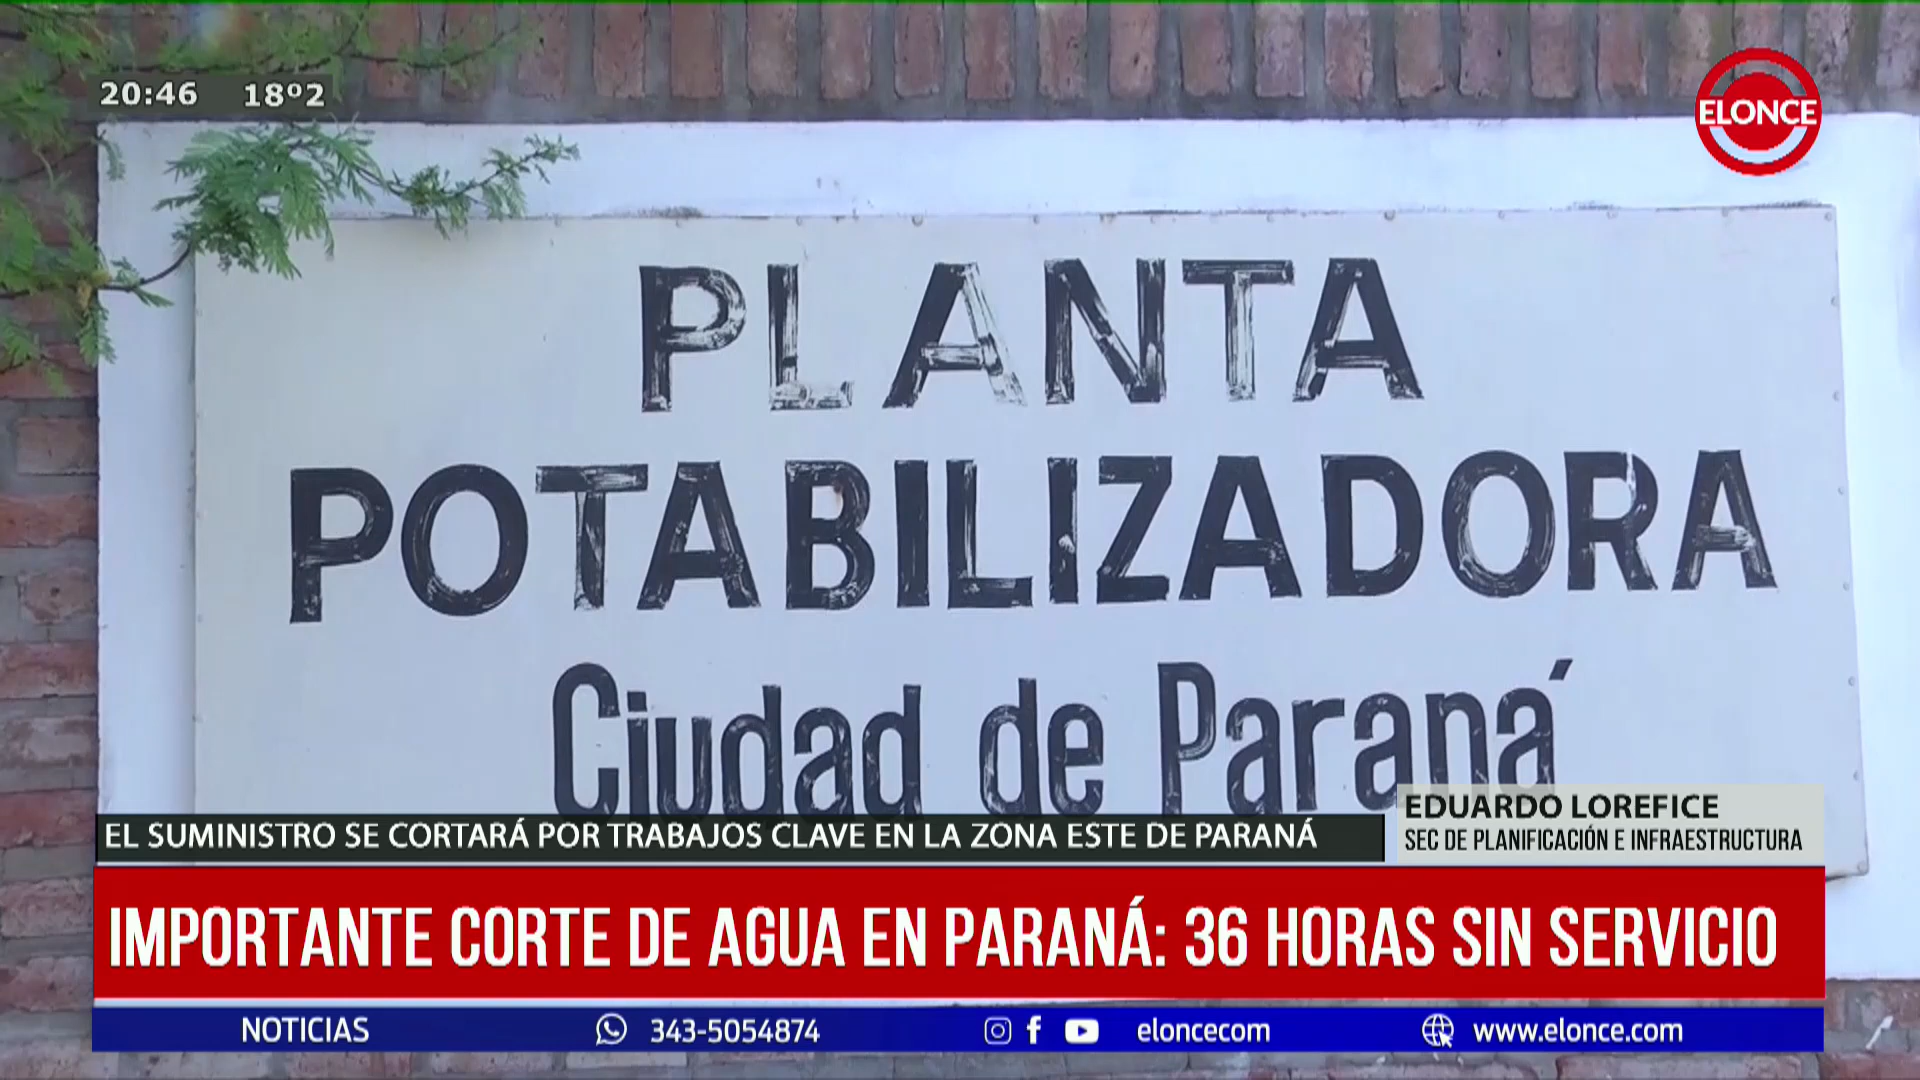 20:46 18º2
ELONCE
PLANTA
POTABILIZADORA
Ciudad de Paraná
EDUARDO LOREFICE
SEC DE PLANIFICACIÓN E INFRAESTRUCTURA
EL SUMINISTRO SE CORTARÁ POR TRABAJOS CLAVE EN LA ZONA ESTE DE PARANÁ
IMPORTANTE CORTE DE AGUA EN PARANÁ: 36 HORAS SIN SERVICIO
NOTICIAS 343-5054874 eloncecom www.elonce.com